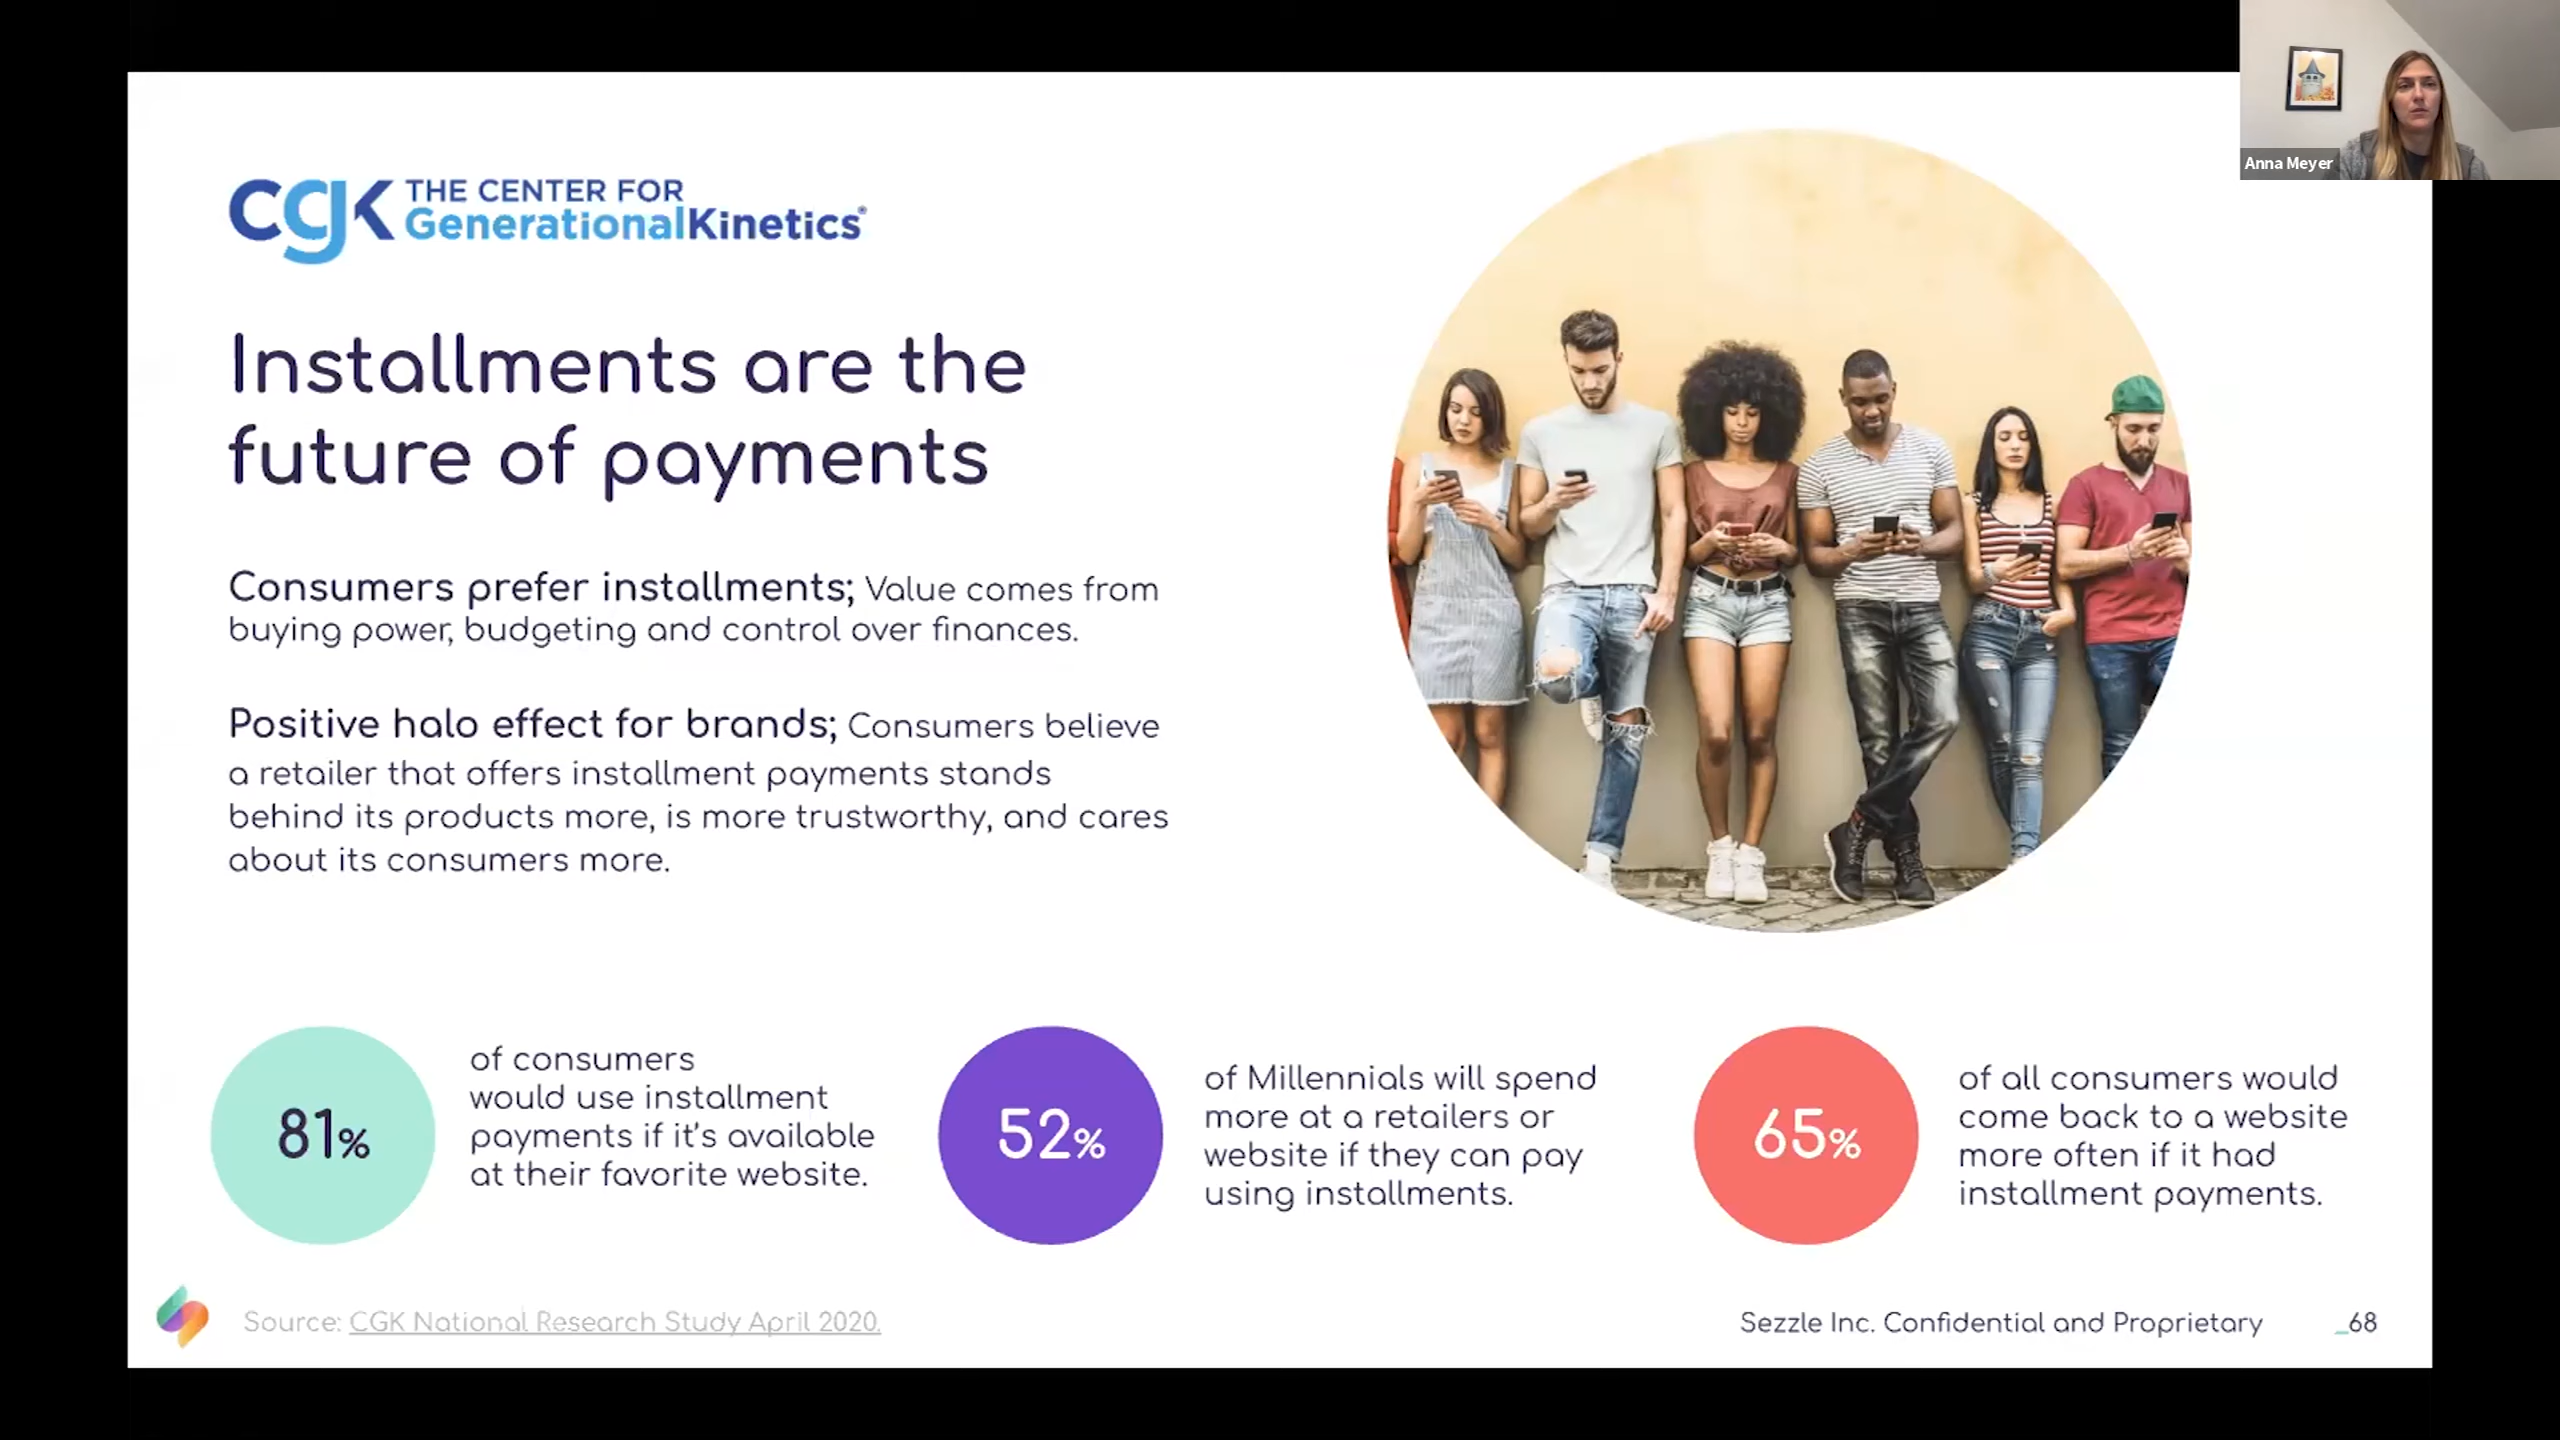 Anna Meyer
cgk THE CENTER FOR
GenerationalKinetics®
Installments are the
future of payments
Consumers prefer installments; Value comes from
buying power, budgeting and control over finances.
Positive halo effect for brands; Consumers believe
a retailer that offers installment payments stands
behind its products more, is more trustworthy, and cares
about its consumers more.
81%
of consumers
would use installment
payments if it's available
at their favorite website.
52%
of Millennials will spend
more at a retailers or
website if they can pay
using installments.
65%
of all consumers would
come back to a website
more often if it had
installment payments.
Source: CGK National Research Study April 2020.
Sezzle Inc. Confidential and Proprietary
_68